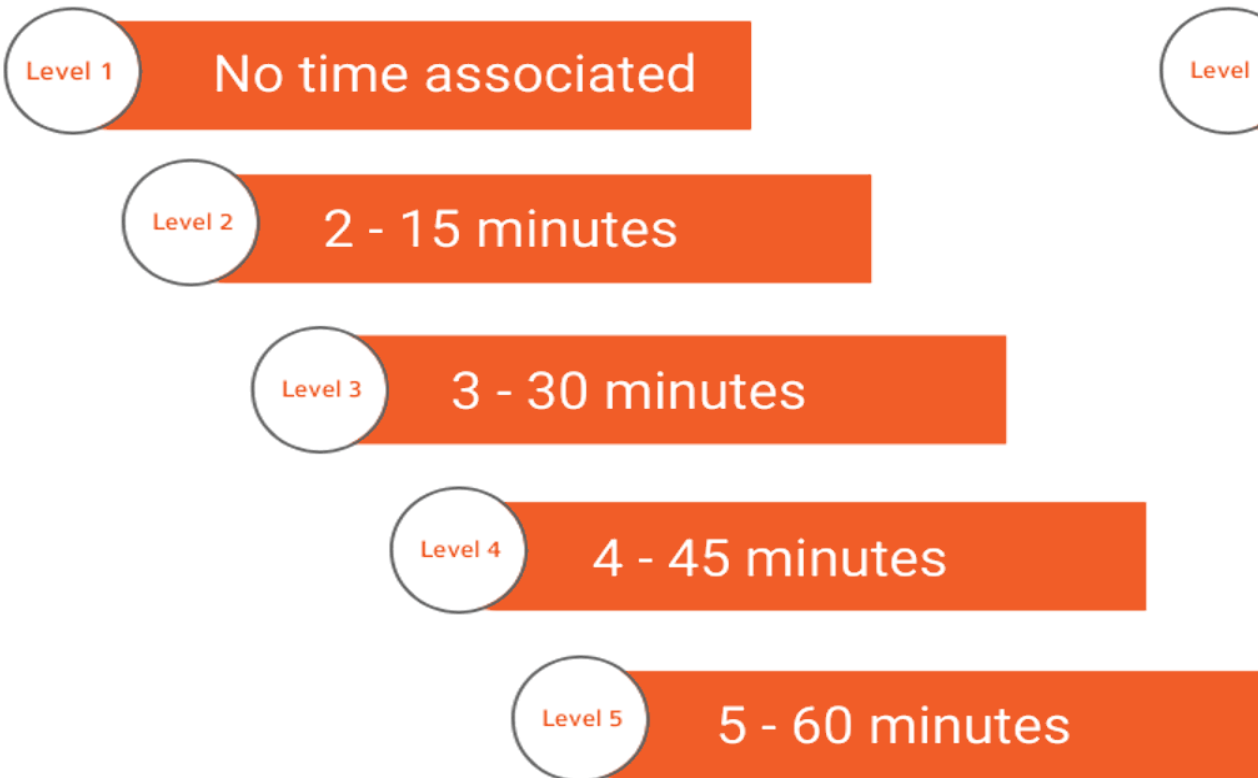 Level 1
No time associated
Level
Level 2
2 - 15 minutes
Level 3
3 - 30 minutes
Level 4
4 - 45 minutes
Level 5
5 - 60 minutes